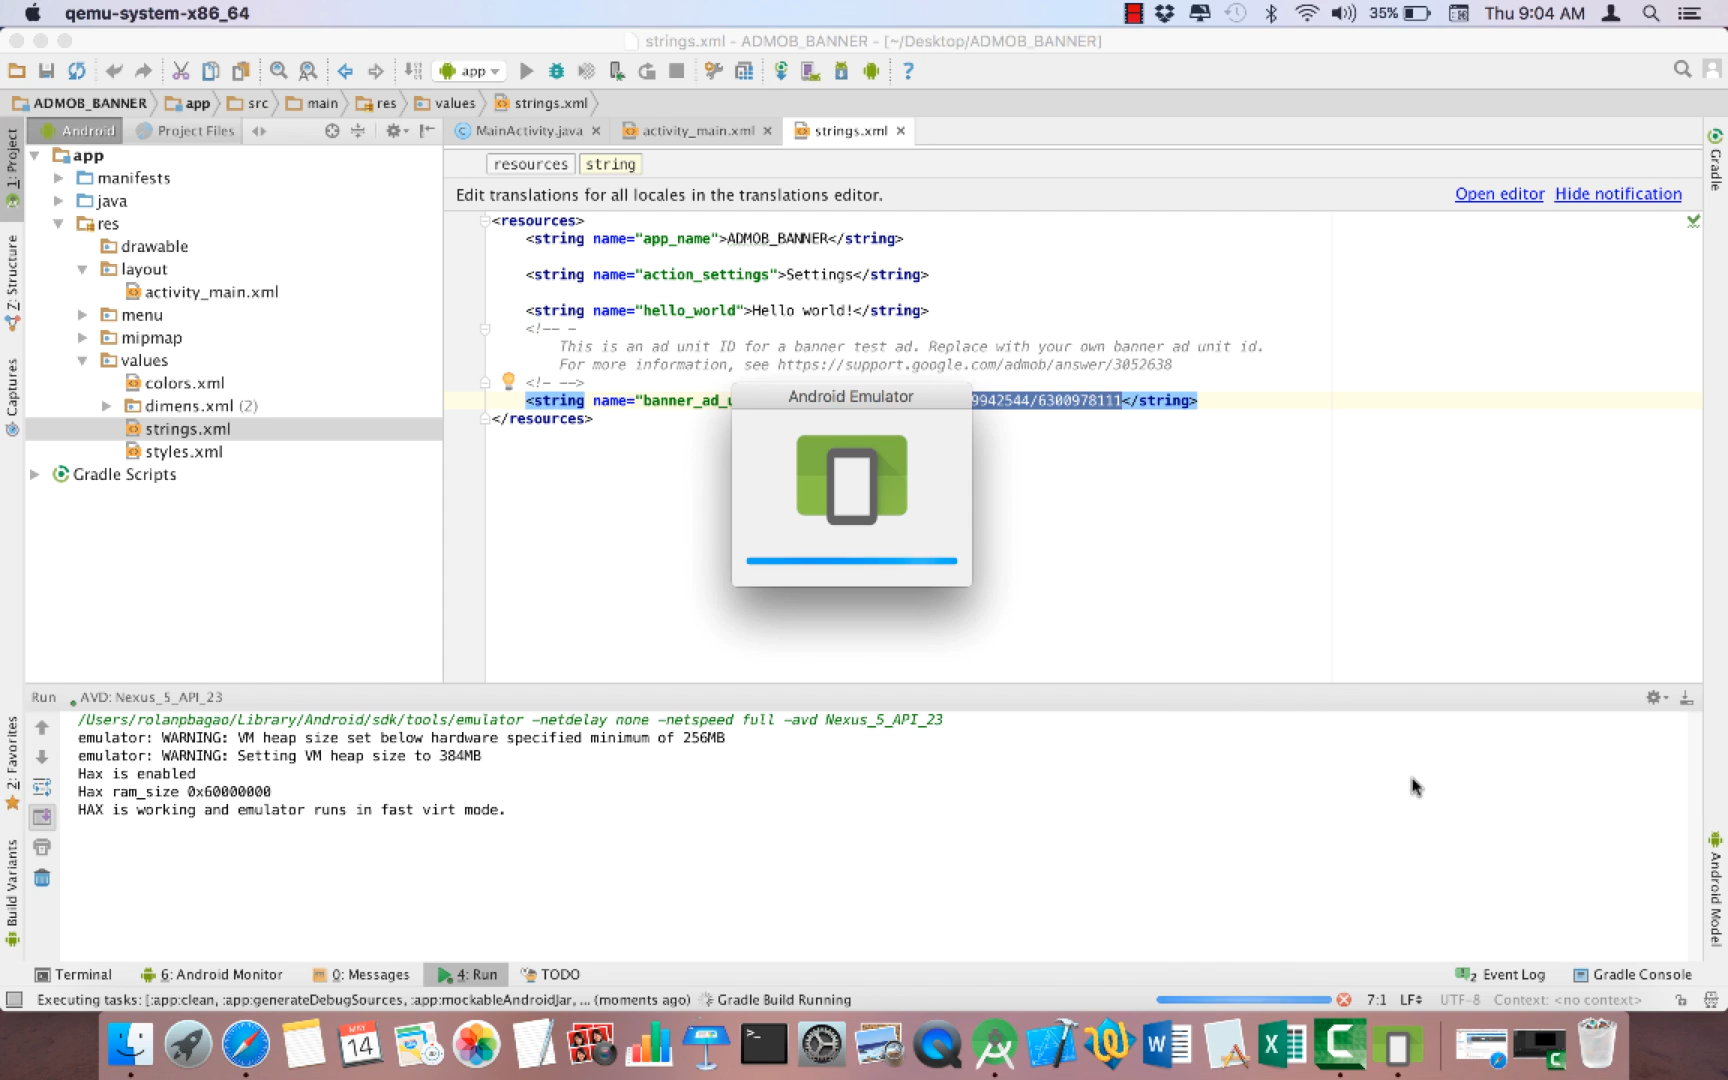 qemu-system-x86_64
35%
Thu 9:04 AM
strings.xml - ADMOB_BANNER - [~/Desktop/ADMOB_BANNER]
app
?
ADMOB_BANNER
app
src
main
res
values
strings.xml
Android
Project Files
MainActivity.java
activity_main.xml
strings.xml
1: Project
Z: Structure
Captures
2: Favorites
Build Variants
Gradle
Android Model
app
manifests
java
res
drawable
layout
activity_main.xml
menu
mipmap
values
colors.xml
dimens.xml (2)
strings.xml
styles.xml
Gradle Scripts
resources
string
Edit translations for all locales in the translations editor.
Open editor
Hide notification
<resources>
<string name="app_name">ADMOB_BANNER</string>
<string name="action_settings">Settings</string>
<string name="hello_world">Hello world!</string>
<!-- -
This is an ad unit ID for a banner test ad. Replace with your own banner ad unit id.
For more information, see https://support.google.com/admob/answer/3052638
<!- -->
<string name="banner_ad_u
9942544/6300978111</string>
</resources>
Android Emulator
Run
AVD: Nexus_5_API_23
/Users/rolanpbagao/Library/Android/sdk/tools/emulator -netdelay none -netspeed full -avd Nexus_5_API_23
emulator: WARNING: VM heap size set below hardware specified minimum of 256MB
emulator: WARNING: Setting VM heap size to 384MB
Hax is enabled
Hax ram_size 0x60000000
HAX is working and emulator runs in fast virt mode.
Terminal
6: Android Monitor
0: Messages
4: Run
TODO
2 Event Log
Gradle Console
Executing tasks: [:app:clean, :app:generateDebugSources, :app:mockableAndroidJar, ... (moments ago)
Gradle Build Running
7:1
LF
UTF-8
Context: <no context>
MAY
14